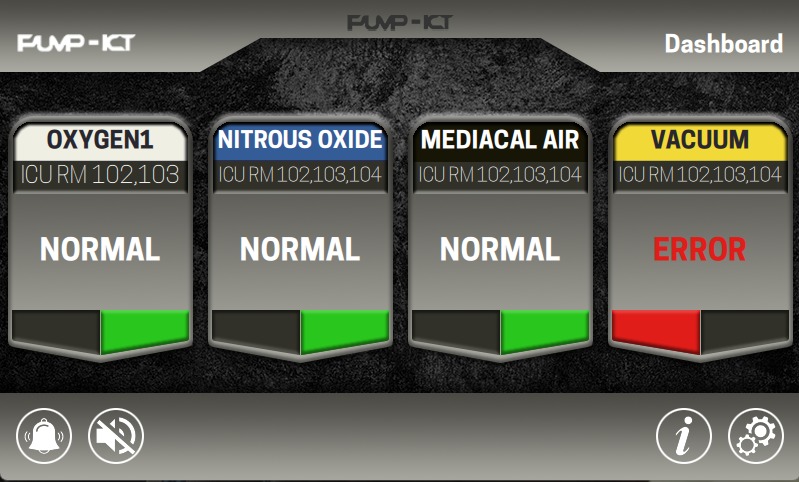 PUMP-ICT
PUMP-ICT
Dashboard
OXYGEN1
ICU RM 102,103
NORMAL
NITROUS OXIDE
ICU RM 102,103,104
NORMAL
MEDIACAL AIR
ICU RM 102,103,104
NORMAL
VACUUM
ICU RM 102,103,104
ERROR